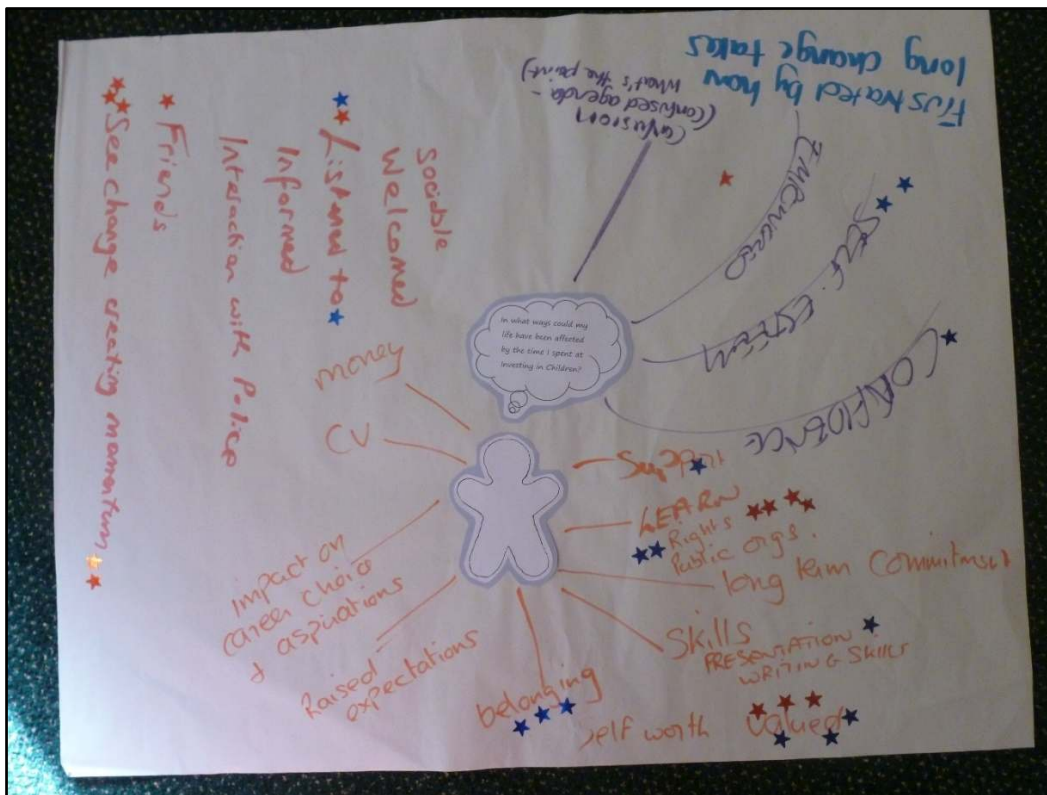 In what ways could my
life have been affected
by the time I spent at
Investing in Children?
Frustrated by how
long change takes
Confusion
(Confused agenda -
what's the point)
EMPOWERED
SELF. ESTEEM
CONFIDENCE
Sociable
Welcomed
Listened to
Informed
Interaction with Police
Friends
See change creating momentum
money
CV
impact on
career choice
+ aspirations
Raised
expectations
belonging
self worth
valued
Skills
PRESENTATION
WRITING SKILLS
long term commitment
LEARN
Rights
Public orgs.
Support